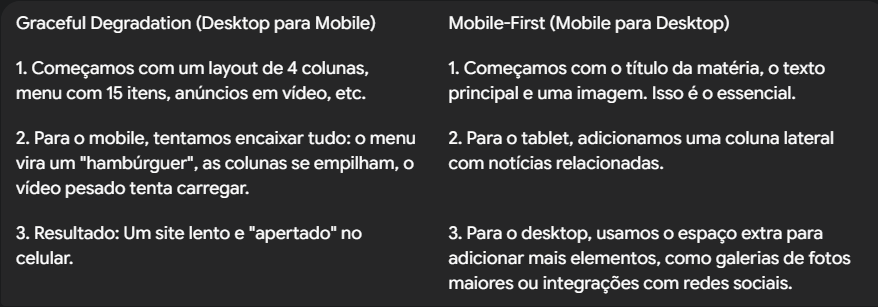 Graceful Degradation (Desktop para Mobile)
Mobile-First (Mobile para Desktop)
1. Começamos com um layout de 4 colunas,
menu com 15 itens, anúncios em vídeo, etc.
1. Começamos com o título da matéria, o texto
principal e uma imagem. Isso é o essencial.
2. Para o mobile, tentamos encaixar tudo: o menu
vira um "hambúrguer", as colunas se empilham, o
vídeo pesado tenta carregar.
2. Para o tablet, adicionamos uma coluna lateral
com notícias relacionadas.
3. Resultado: Um site lento e "apertado" no
celular.
3. Para o desktop, usamos o espaço extra para
adicionar mais elementos, como galerias de fotos
maiores ou integrações com redes sociais.